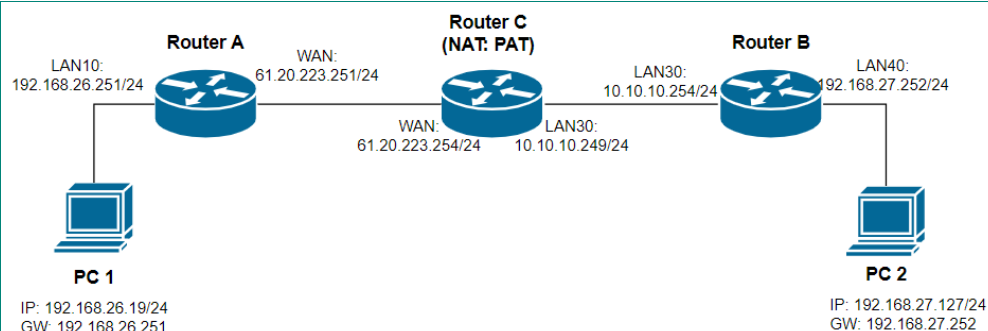 Router C
(NAT: PAT)
Router A
Router B
WAN:
61.20.223.251/24
LAN10:
192.168.26.251/24
LAN30:
10.10.10.254/24
LAN40:
192.168.27.252/24
WAN:
61.20.223.254/24
LAN30:
10.10.10.249/24
PC 1
IP: 192.168.26.19/24
GW: 192.168.26.251
PC 2
IP: 192.168.27.127/24
GW: 192.168.27.252